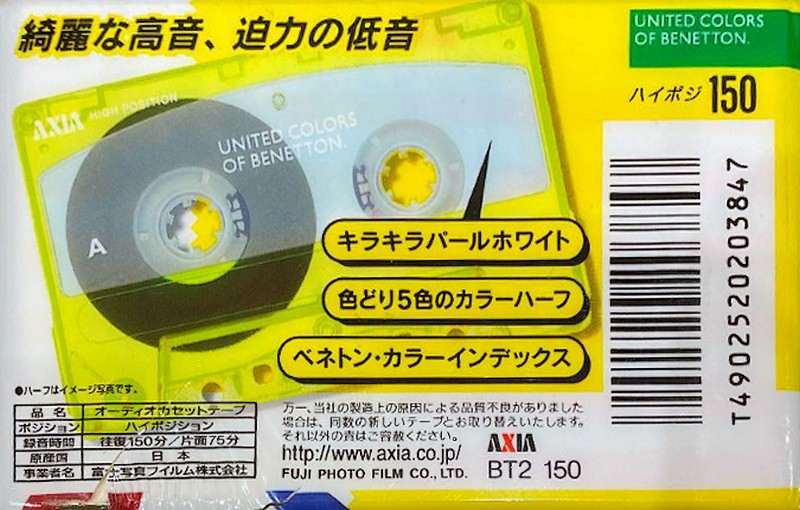 綺麗な高音、迫力の低音
UNITED COLORS
OF BENETTON.
ハイポジ 150
AXIA HIGH POSITION
UNITED COLORS
OF BENETTON.
A
キラキラパールホワイト
色どり5色のカラーハーフ
ベネトン・カラーインデックス
T4902520203847
●ハーフはイメージ写真です。
品名 オーディオカセットテープ
ポジション ハイポジション
録音時間 往復150分/片面75分
原産国 日本
事業者名 富士写真フイルム株式会社
万一、当社の製造上の原因による品質不良がありました
場合は、同数の新しいテープとお取り替えいたします。
それ以外の責はご容赦ください。
http://www.axia.co.jp/
FUJI PHOTO FILM CO., LTD.
AXIA
BT2 150